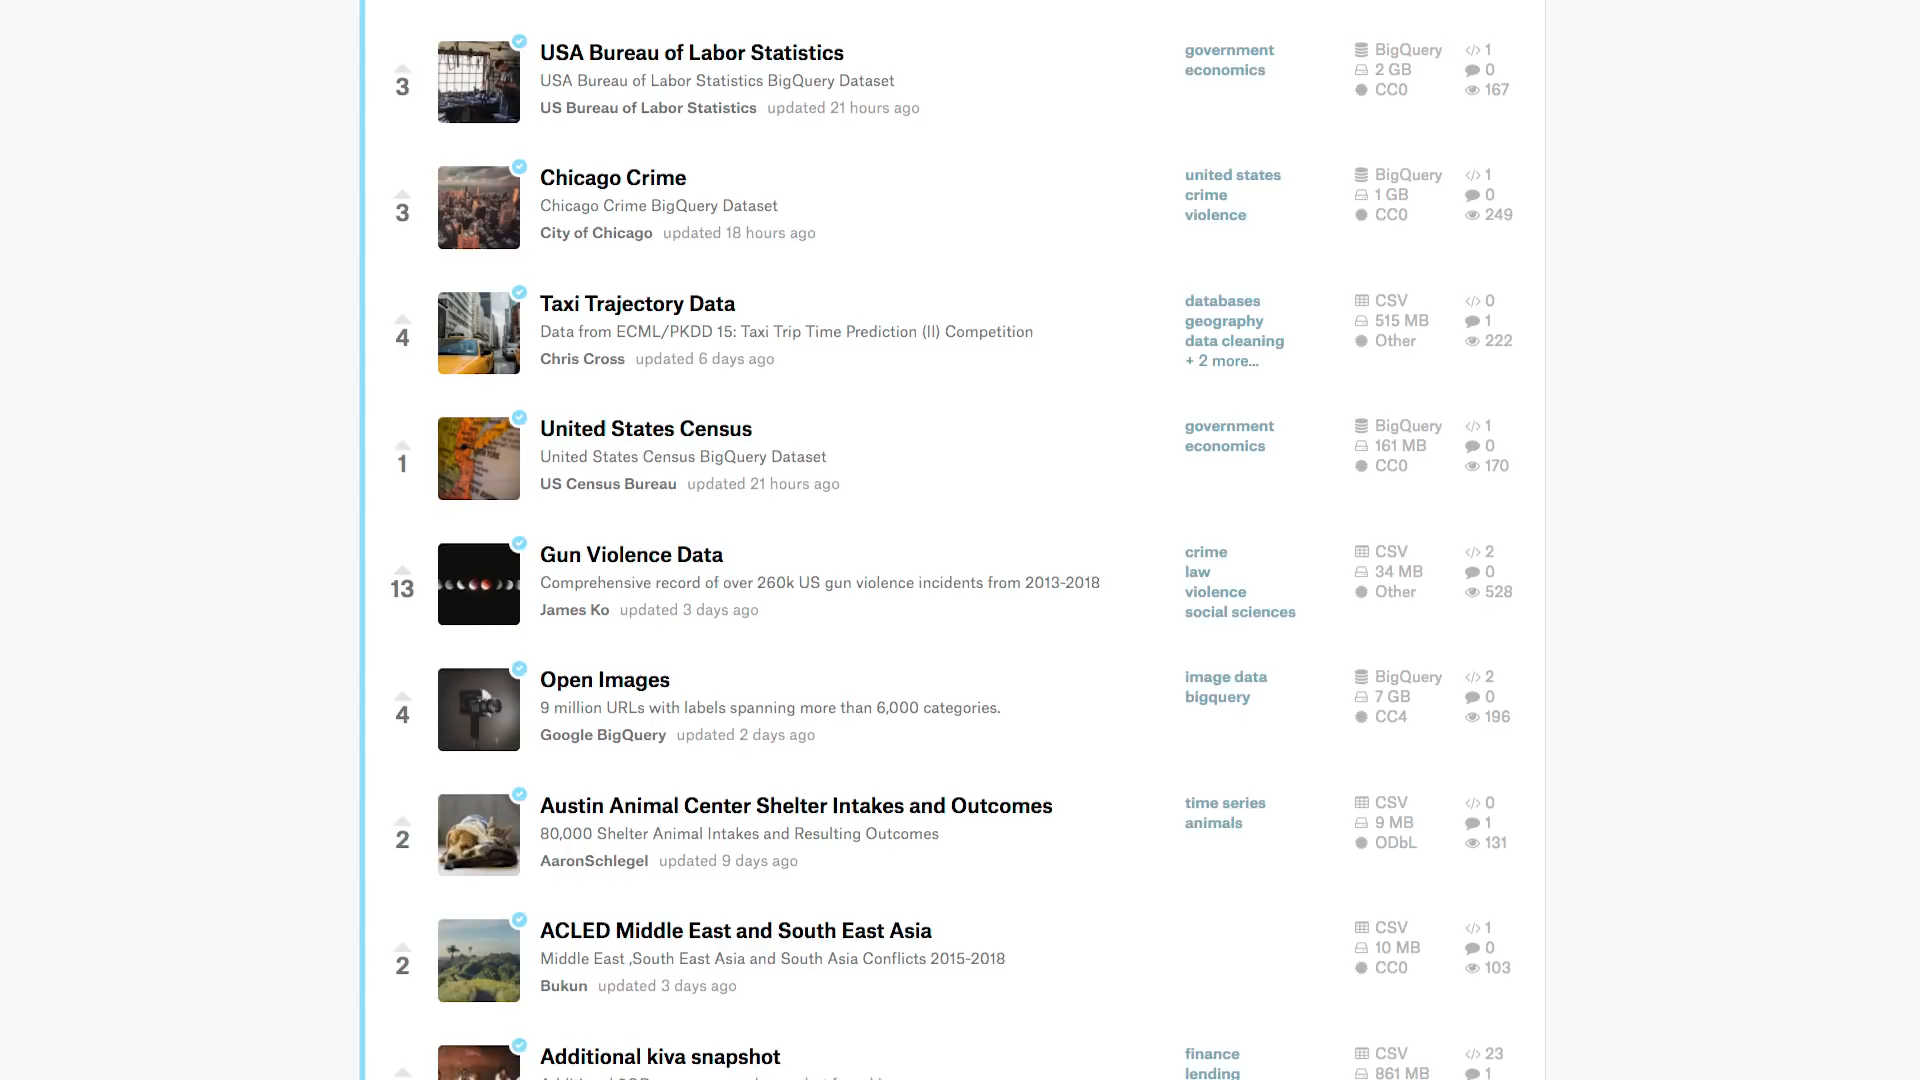 USA Bureau of Labor Statistics
USA Bureau of Labor Statistics BigQuery Dataset
US Bureau of Labor Statistics updated 21 hours ago
3
government
economics
BigQuery
2 GB
CC0
1
0
167
Chicago Crime
Chicago Crime BigQuery Dataset
City of Chicago updated 18 hours ago
3
united states
crime
violence
BigQuery
1 GB
CC0
1
0
249
Taxi Trajectory Data
Data from ECML/PKDD 15: Taxi Trip Time Prediction (II) Competition
Chris Cross updated 6 days ago
4
databases
geography
data cleaning
+ 2 more...
CSV
515 MB
Other
0
1
222
United States Census
United States Census BigQuery Dataset
US Census Bureau updated 21 hours ago
1
government
economics
BigQuery
161 MB
CC0
1
0
170
Gun Violence Data
Comprehensive record of over 260k US gun violence incidents from 2013-2018
James Ko updated 3 days ago
13
crime
law
violence
social sciences
CSV
34 MB
Other
2
0
528
Open Images
9 million URLs with labels spanning more than 6,000 categories.
Google BigQuery updated 2 days ago
4
image data
bigquery
BigQuery
7 GB
CC4
2
0
196
Austin Animal Center Shelter Intakes and Outcomes
80,000 Shelter Animal Intakes and Resulting Outcomes
AaronSchlegel updated 9 days ago
2
time series
animals
CSV
9 MB
ODbL
0
1
131
ACLED Middle East and South East Asia
Middle East ,South East Asia and South Asia Conflicts 2015-2018
Bukun updated 3 days ago
2
CSV
10 MB
CC0
1
0
103
Additional kiva snapshot
finance
lending
CSV
861 MB
23
1